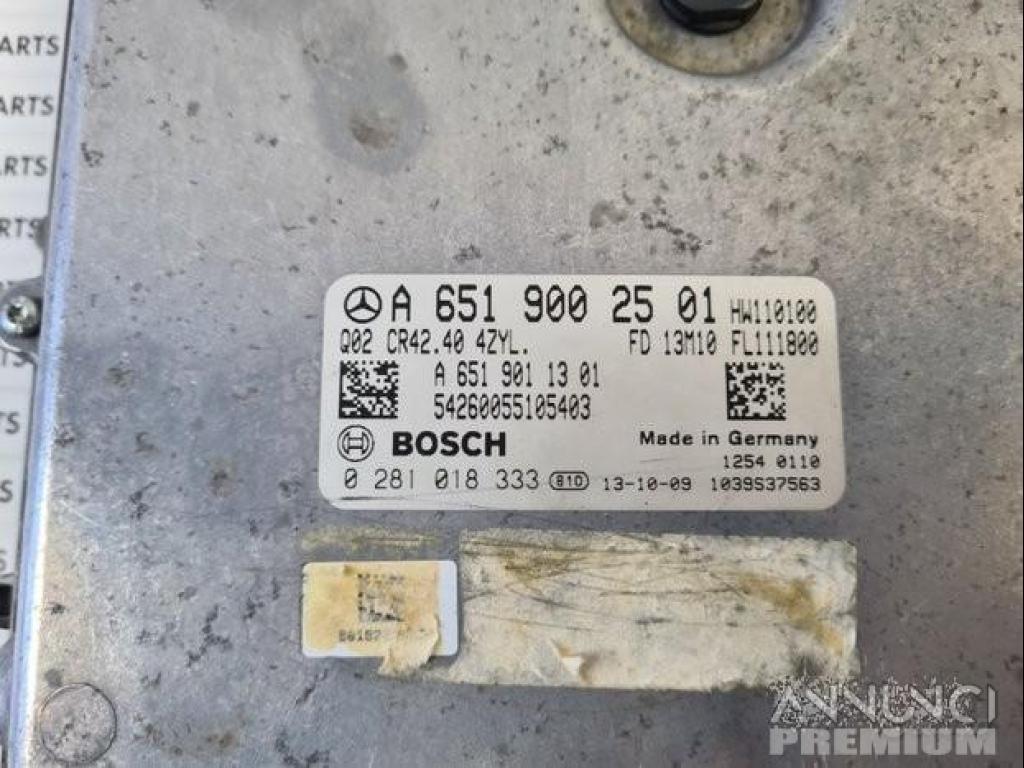 ARTS
ARTS
ARTS
ARTS
A 651 900 25 01 HW110100
Q02 CR42.40 4ZYL. FD 13M10 FL111800
A 651 901 13 01
54260055105403
BOSCH Made in Germany
1254 0110
0 281 018 333 B10 13-10-09 1039S37563
ANNUNCI
PREMIUM